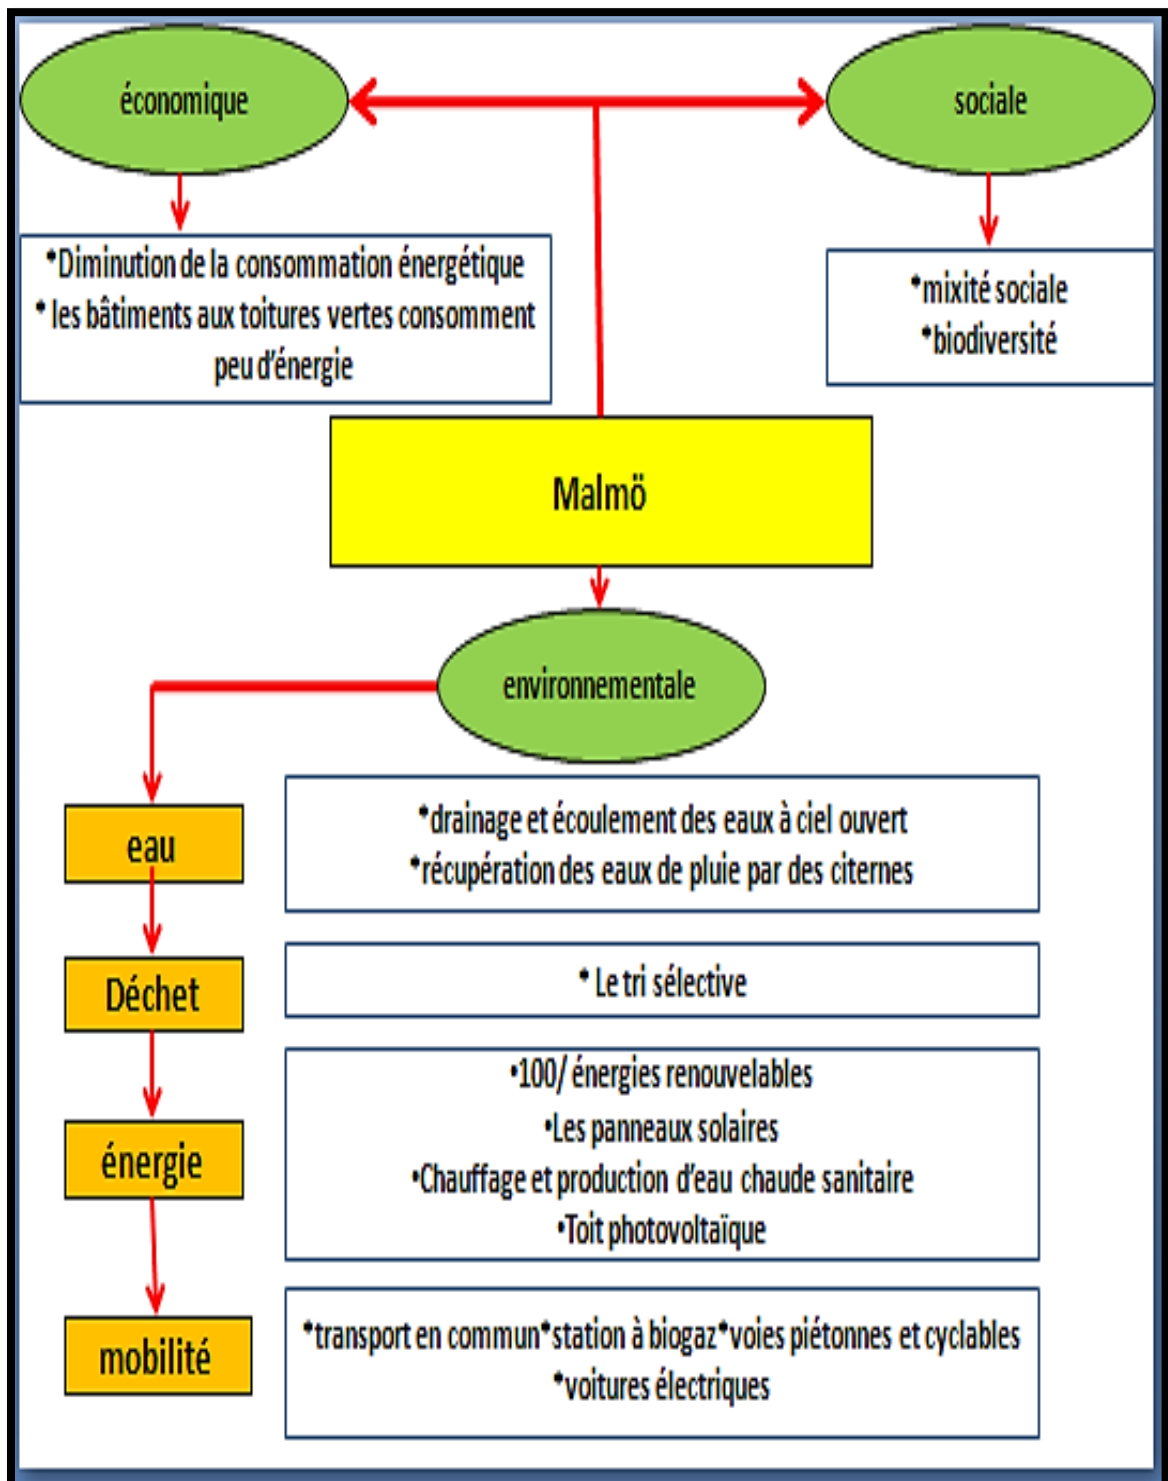 économique
sociale
*Diminution de la consommation énergétique
* les bâtiments aux toitures vertes consomment
peu d'énergie
*mixité sociale
*biodiversité
Malmö
environnementale
eau
*drainage et écoulement des eaux à ciel ouvert
*récupération des eaux de pluie par des citernes
Déchet
* Le tri sélective
énergie
•100/ énergies renouvelables
•Les panneaux solaires
•Chauffage et production d'eau chaude sanitaire
•Toit photovoltaïque
mobilité
*transport en commun*station à biogaz*voies piétonnes et cyclables
*voitures électriques